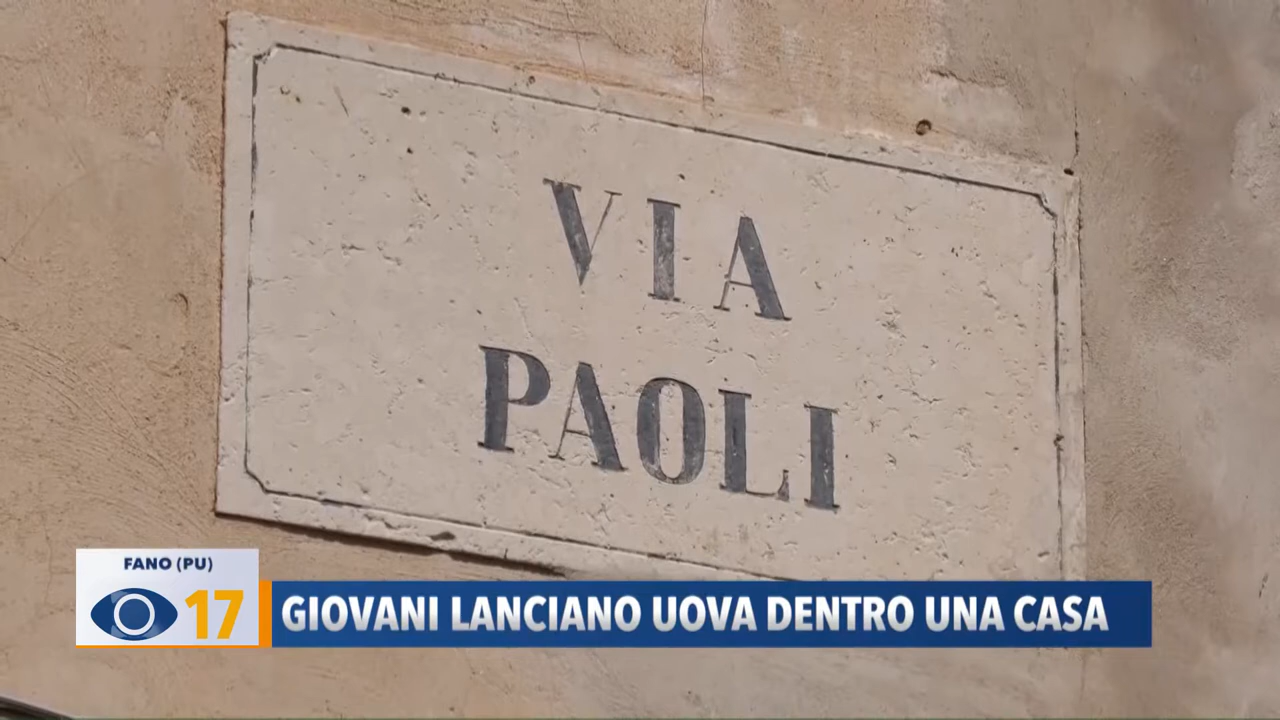 VIA
PAOLI
FANO (PU)
17
GIOVANI LANCIANO UOVA DENTRO UNA CASA